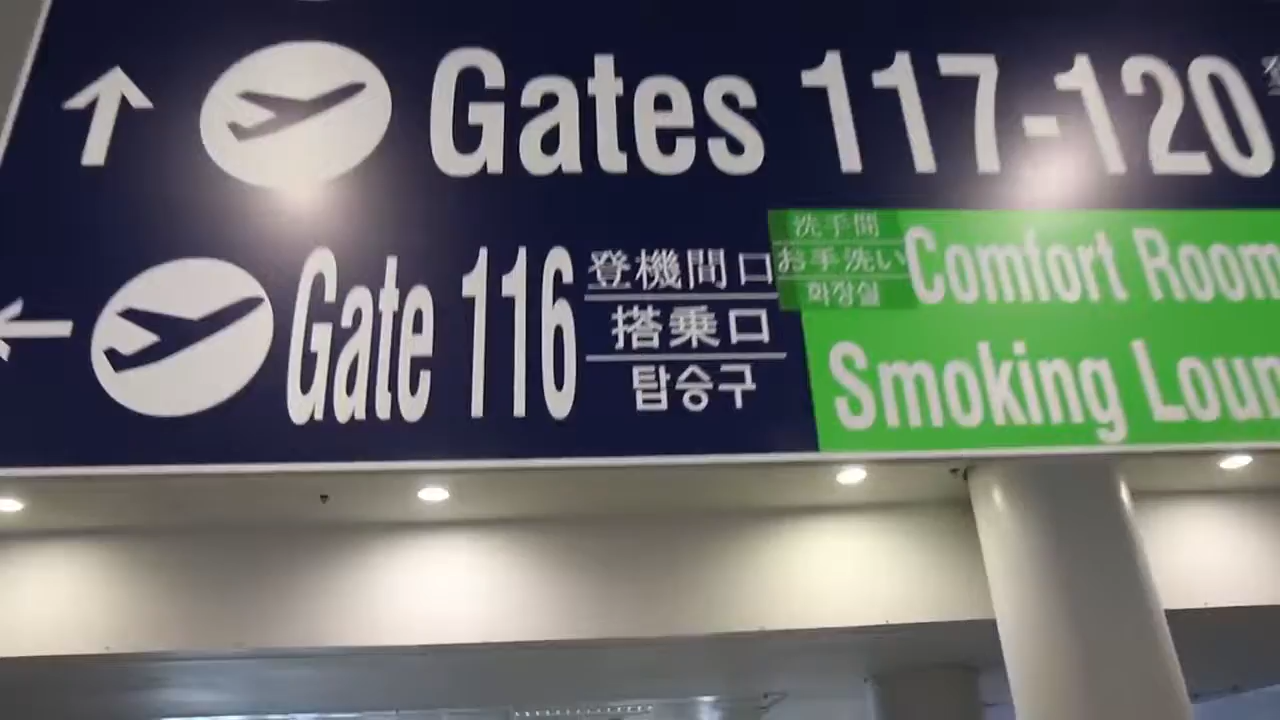 Gates 117-120
Gate 116
登機間口
搭乗口
탑승구
洗手間
お手洗い
화장실
Comfort Room
Smoking Loun